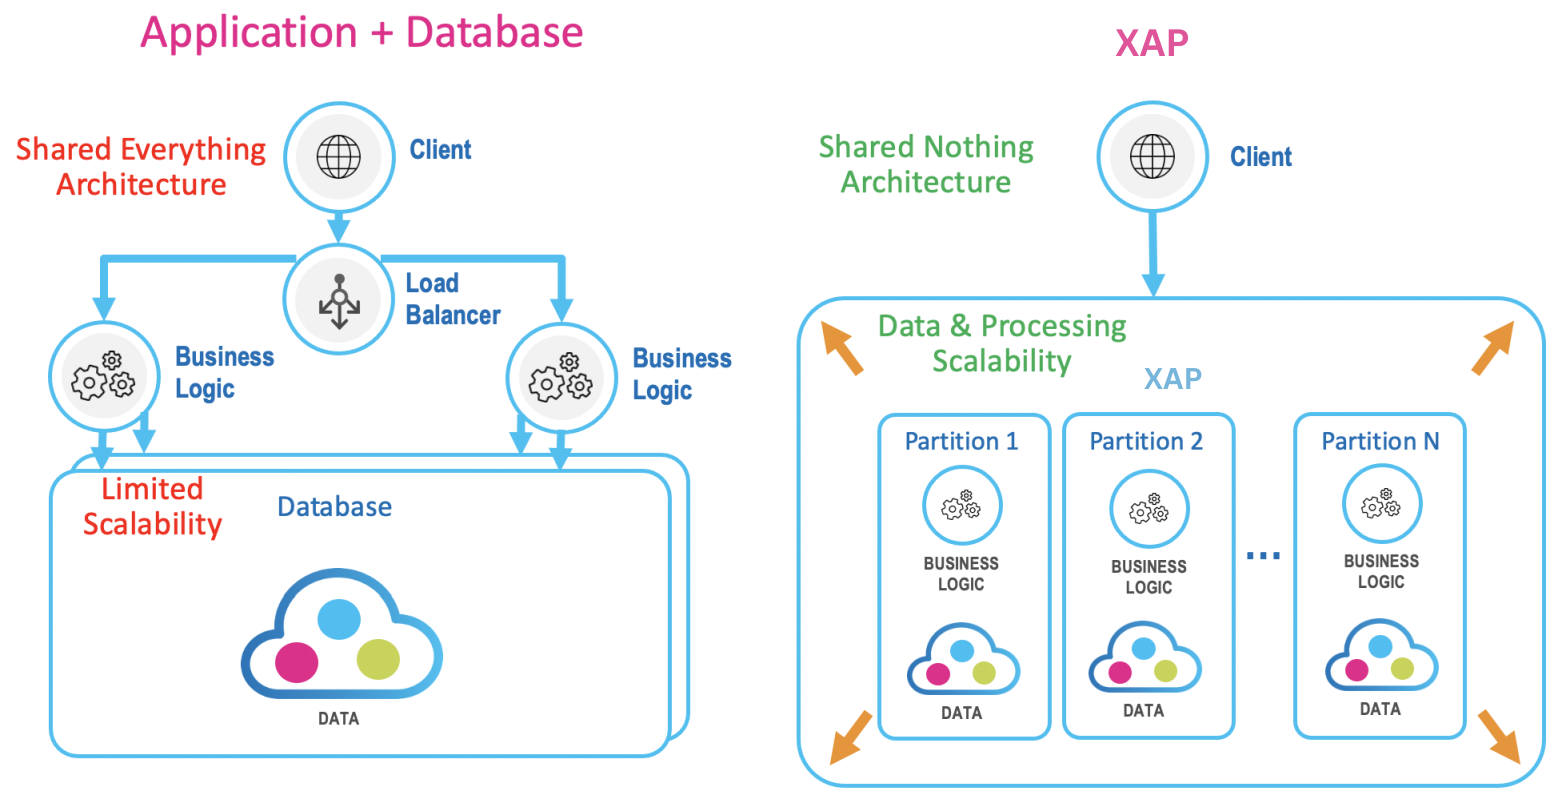 Application + Database
Shared Everything
Architecture
Client
Load
Balancer
Business
Logic
Business
Logic
Limited
Scalability
Database
DATA
XAP
Shared Nothing
Architecture
Client
Data & Processing
Scalability
XAP
Partition 1
BUSINESS
LOGIC
DATA
Partition 2
BUSINESS
LOGIC
DATA
...
Partition N
BUSINESS
LOGIC
DATA